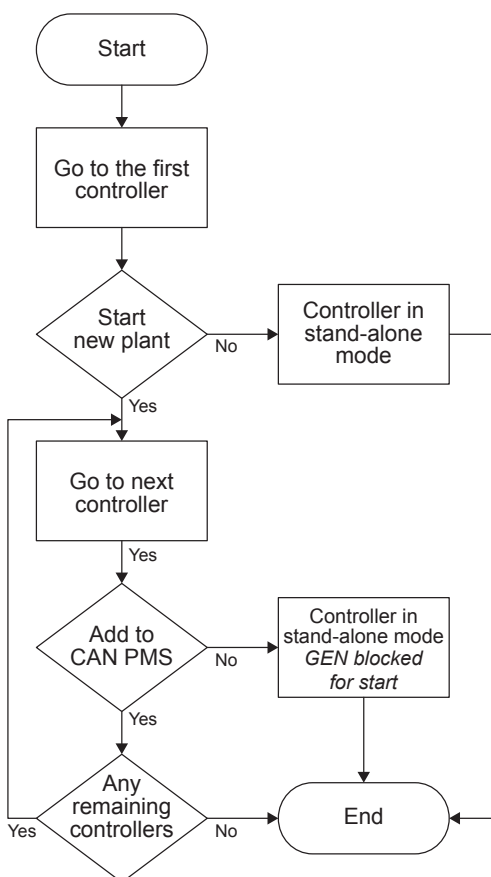 Start
Go to the first
controller
Start
new plant
No
Controller in
stand-alone
mode
Yes
Go to next
controller
Yes
Add to
CAN PMS
No
Controller in
stand-alone mode
GEN blocked
for start
Yes
Any
remaining
controllers
Yes
No
End